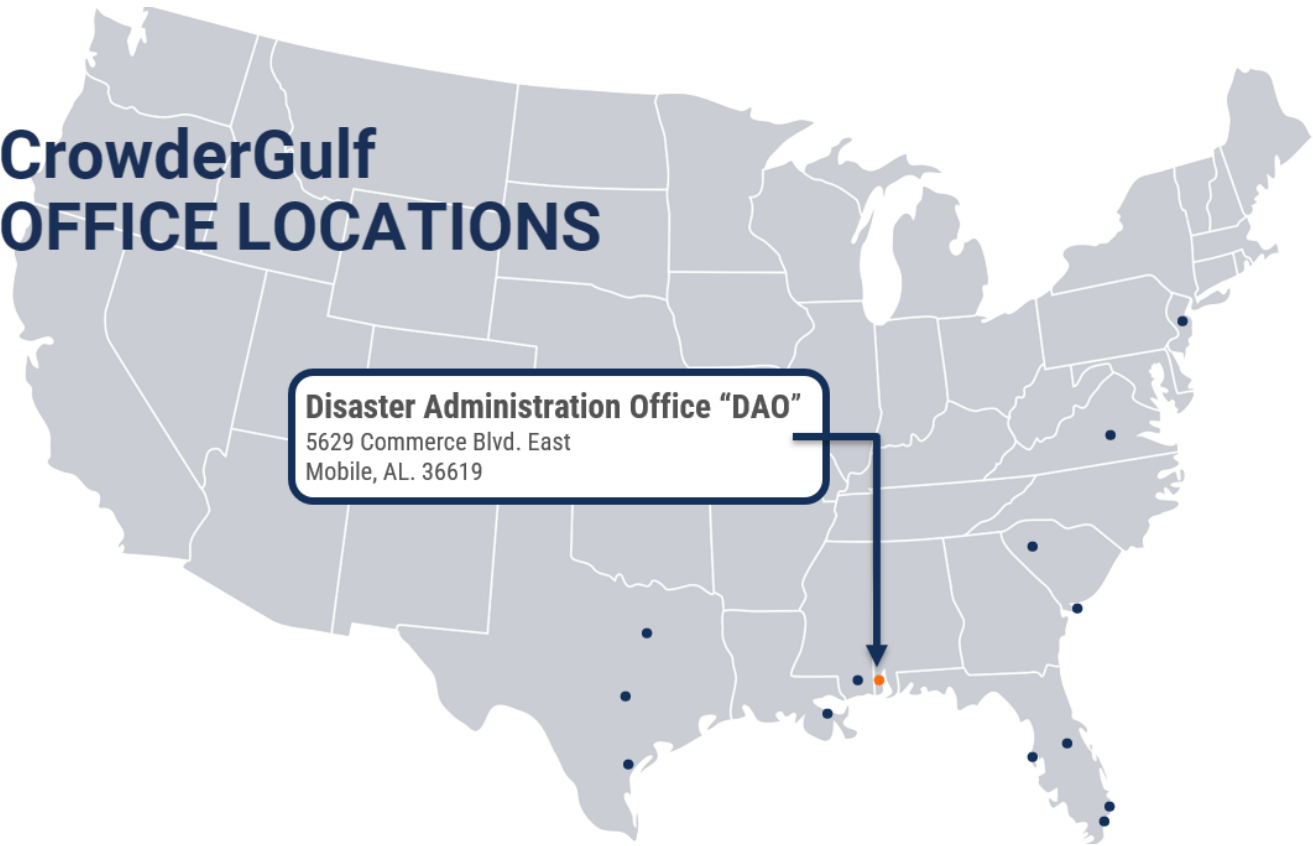 CrowderGulf
OFFICE LOCATIONS
Disaster Administration Office “DAO”
5629 Commerce Blvd. East
Mobile, AL. 36619